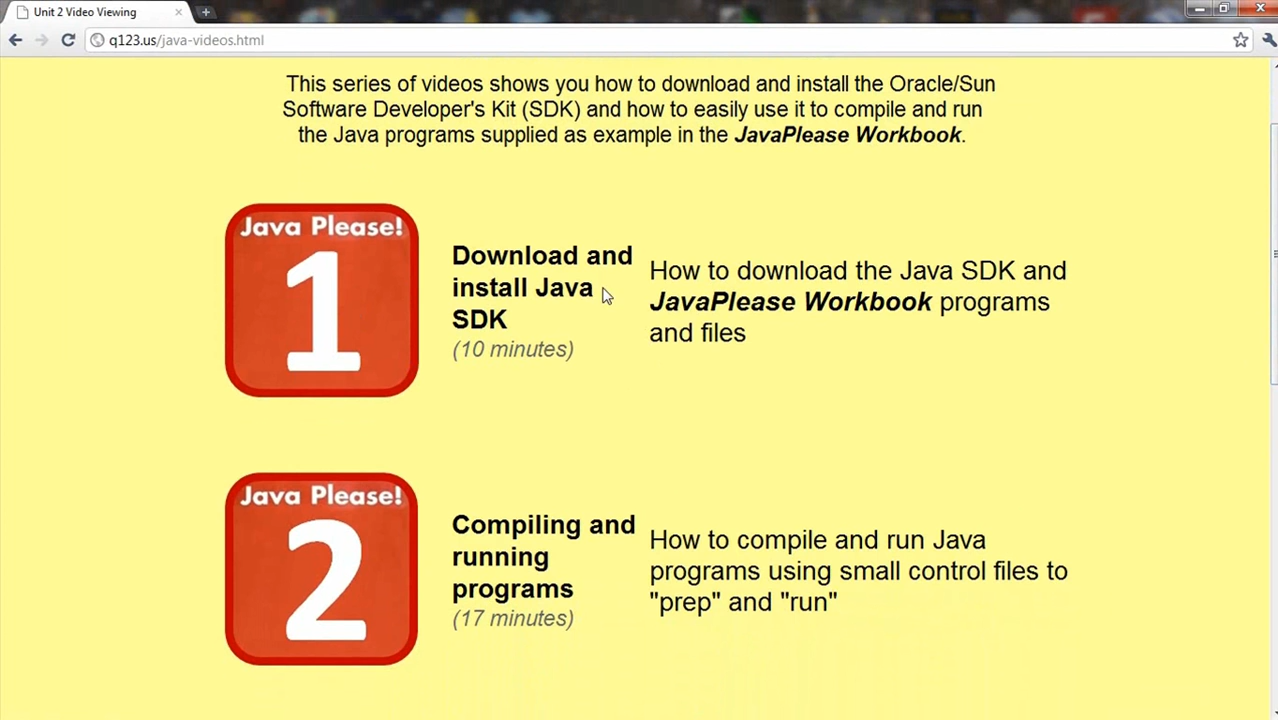 Unit 2 Video Viewing
q123.us/java-videos.html
This series of videos shows you how to download and install the Oracle/Sun
Software Developer's Kit (SDK) and how to easily use it to compile and run
the Java programs supplied as example in the JavaPlease Workbook.
Java Please!
1
Download and
install Java
SDK
(10 minutes)
How to download the Java SDK and
JavaPlease Workbook programs
and files
Java Please!
2
Compiling and
running
programs
(17 minutes)
How to compile and run Java
programs using small control files to
"prep" and "run"